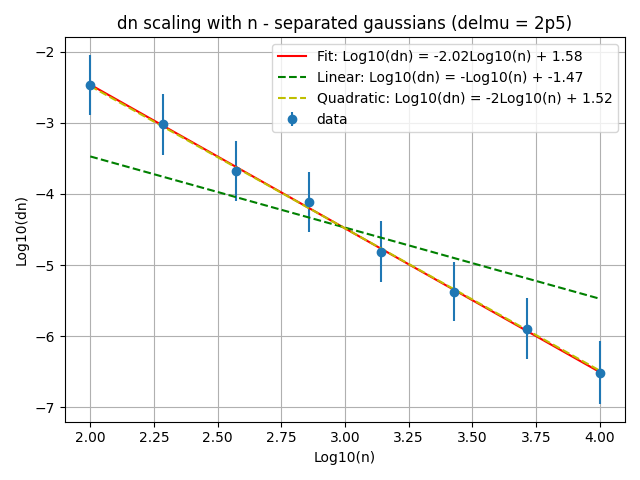 dn scaling with n - separated gaussians (delmu = 2p5)
Fit: Log10(dn) = -2.02Log10(n) + 1.58
Linear: Log10(dn) = -Log10(n) + -1.47
Quadratic: Log10(dn) = -2Log10(n) + 1.52
data
Log10(dn)
−2
−3
−4
−5
−6
−7
2.00 2.25 2.50 2.75 3.00 3.25 3.50 3.75 4.00
Log10(n)